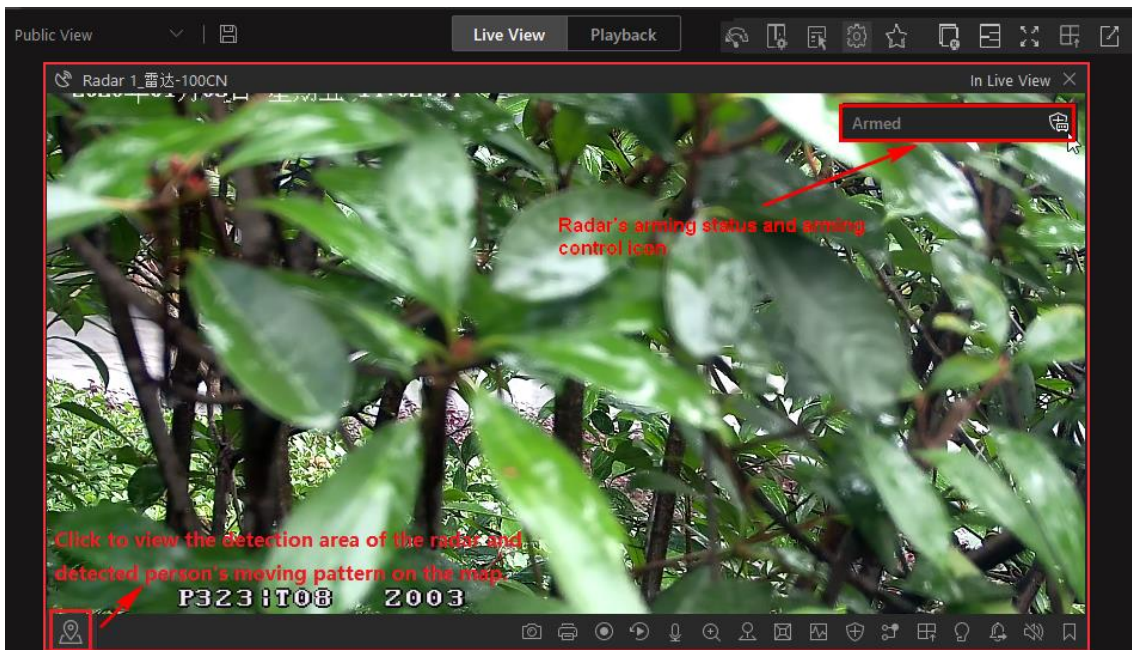 Public View
Live View
Playback
Radar 1_雷达-100CN
In Live View
Armed
Radar's arming status and arming
control icon
Click to view the detection area of the radar and
detected person's moving pattern on the map.
P323:T08 Z003